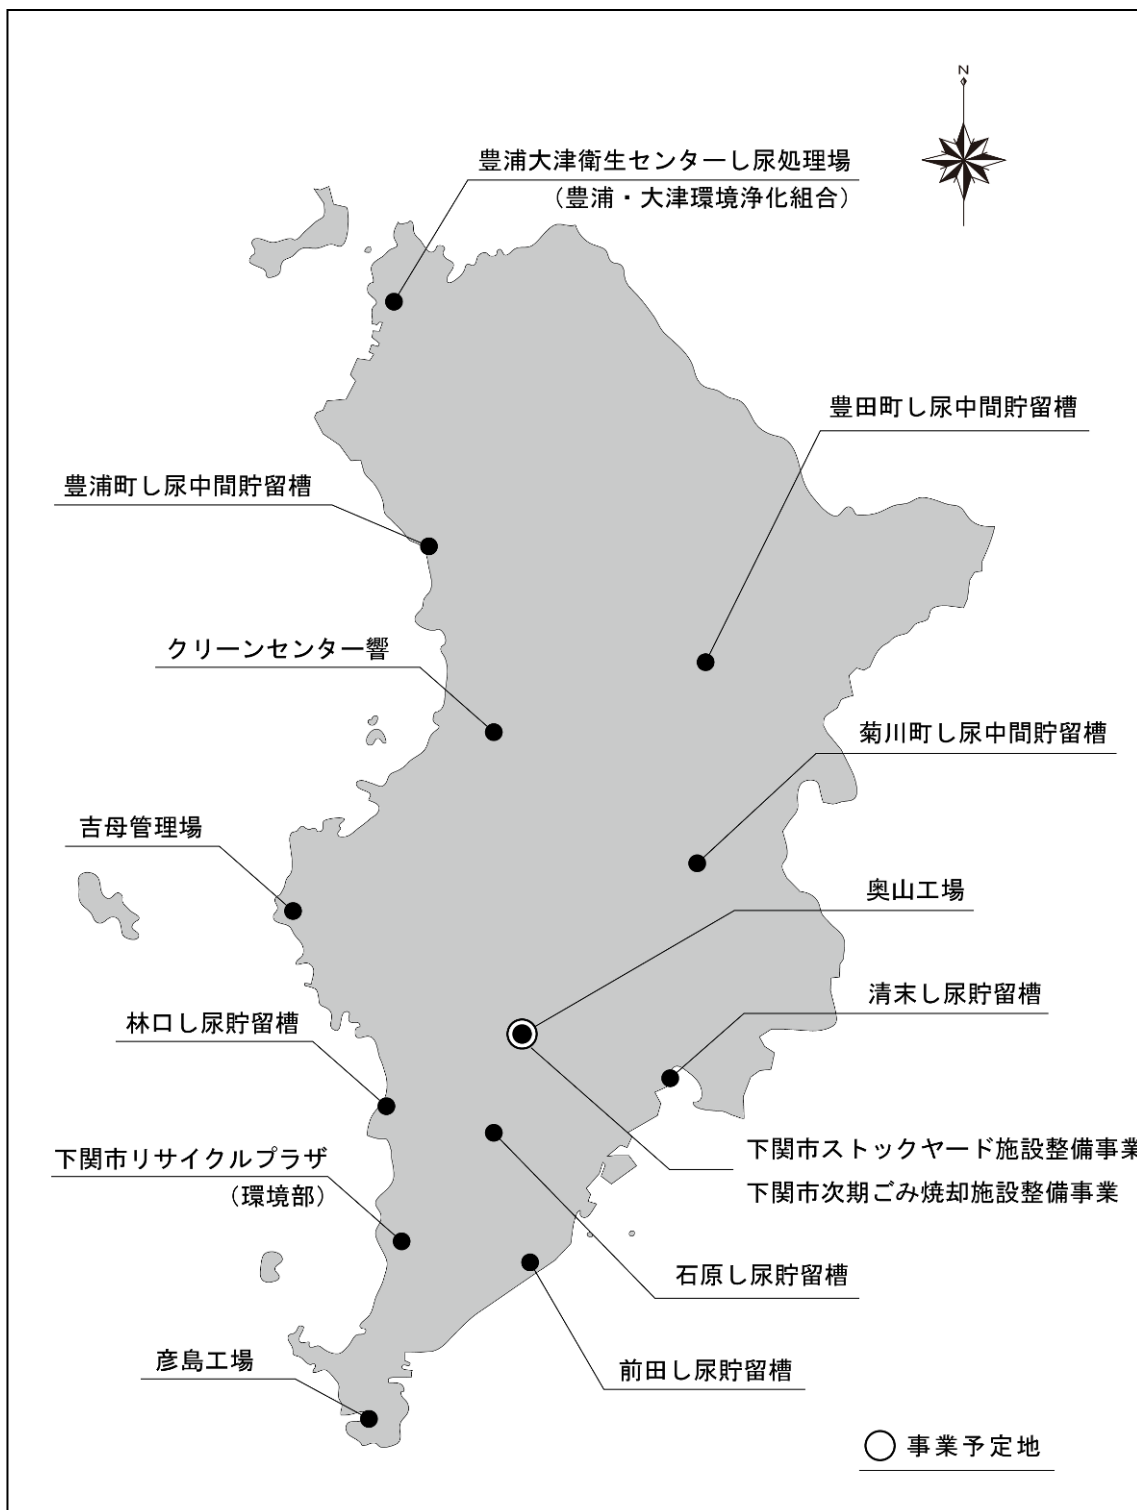 N
豊浦大津衛生センターし尿処理場
（豊浦・大津環境浄化組合）
豊田町し尿中間貯留槽
豊浦町し尿中間貯留槽
クリーンセンター響
菊川町し尿中間貯留槽
吉母管理場
奥山工場
清末し尿貯留槽
林口し尿貯留槽
下関市ストックヤード施設整備事業
下関市リサイクルプラザ
（環境部）
下関市次期ごみ焼却施設整備事業
石原し尿貯留槽
彦島工場
前田し尿貯留槽
事業予定地